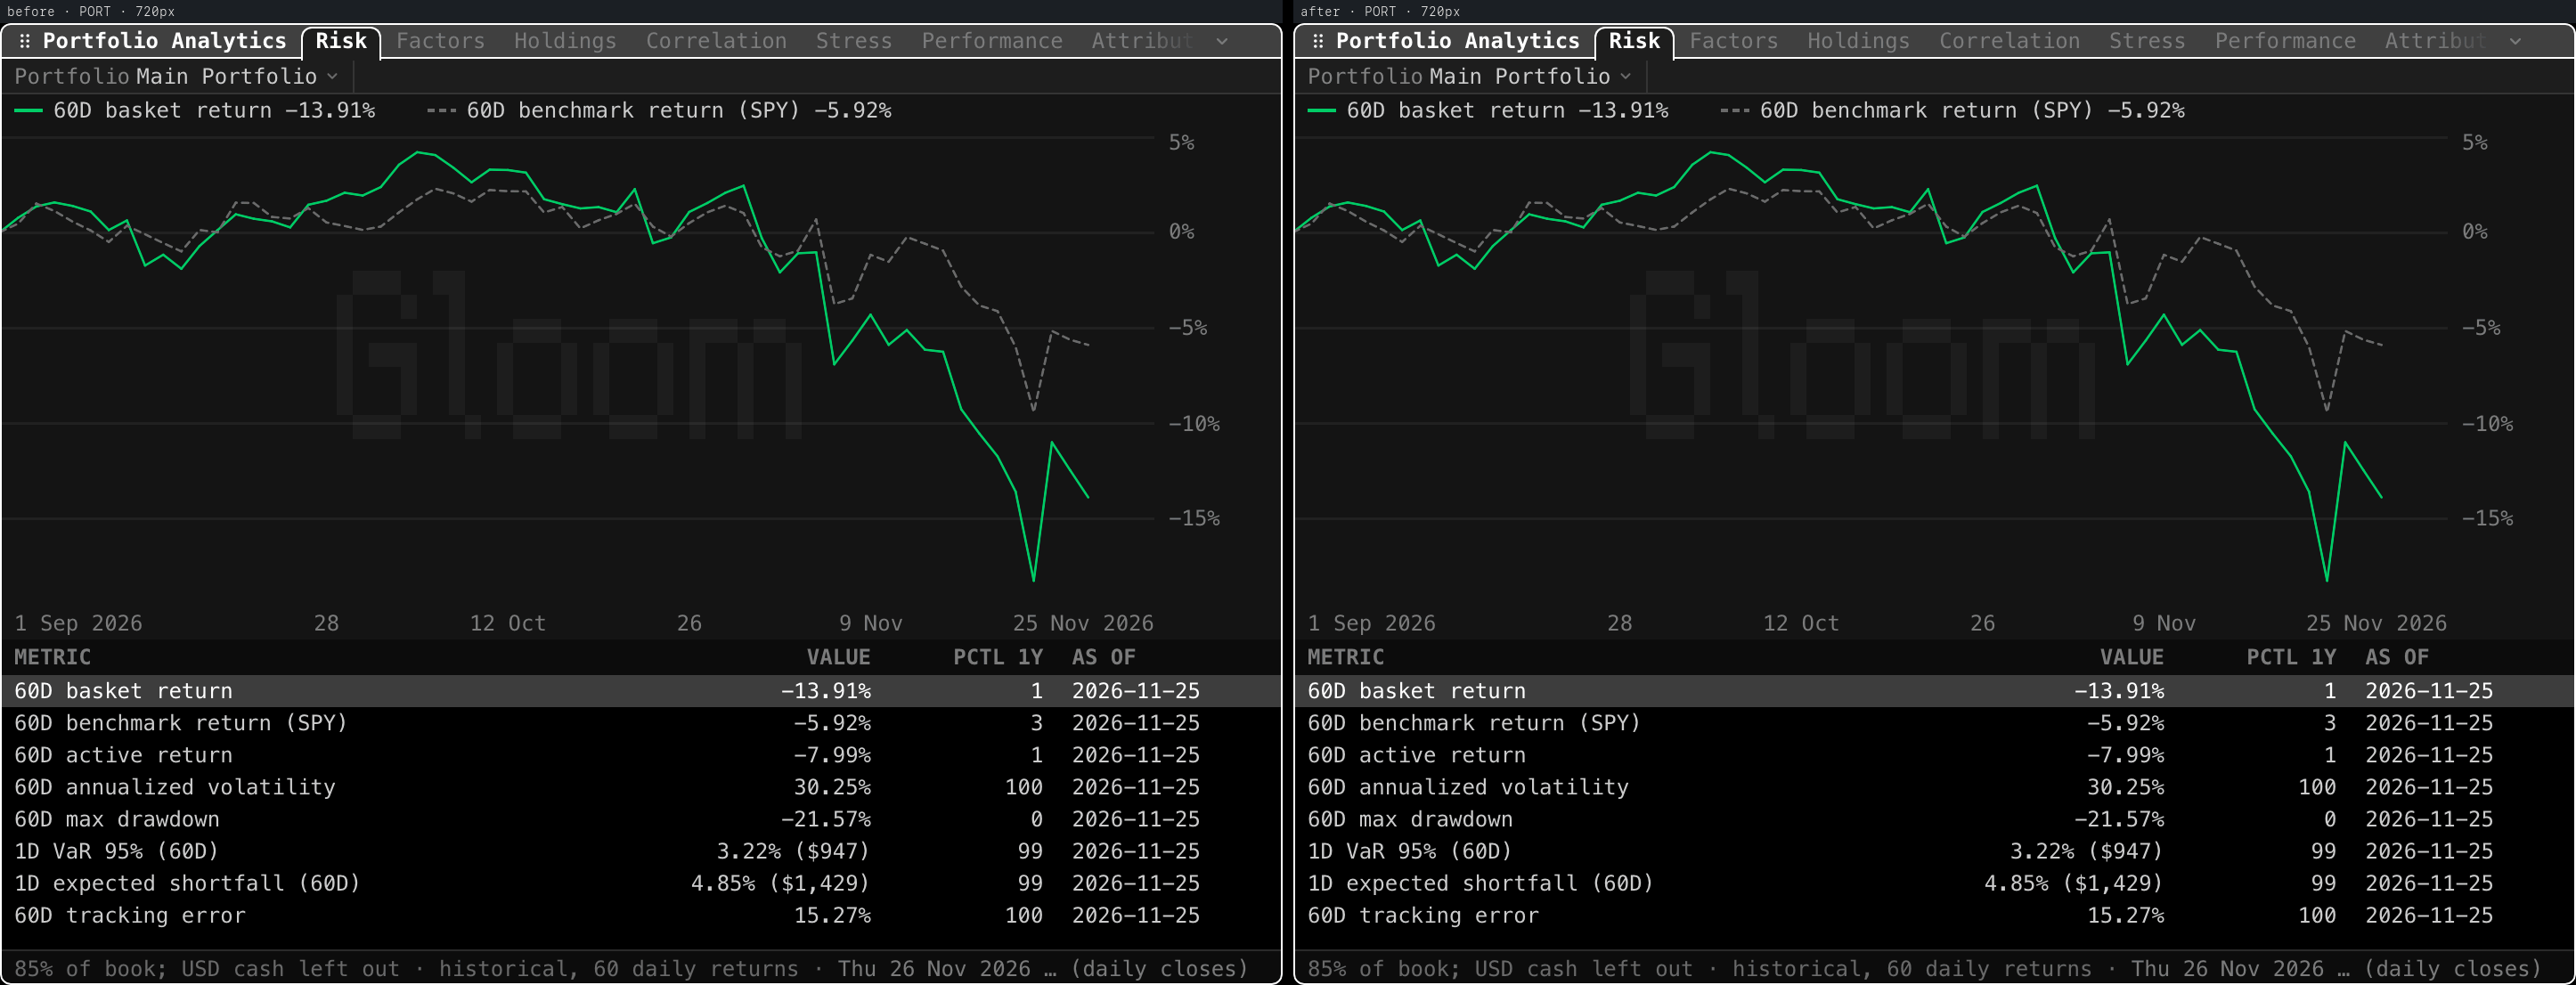 before · PORT · 720px
Portfolio Analytics Risk Factors Holdings Correlation Stress Performance Attribut
Portfolio Main Portfolio
60D basket return −13.91% 60D benchmark return (SPY) −5.92%
5%
0%
−5%
−10%
−15%
Gloom
1 Sep 2026 28 12 Oct 26 9 Nov 25 Nov 2026
METRIC VALUE PCTL 1Y AS OF
60D basket return −13.91% 1 2026-11-25
60D benchmark return (SPY) −5.92% 3 2026-11-25
60D active return −7.99% 1 2026-11-25
60D annualized volatility 30.25% 100 2026-11-25
60D max drawdown −21.57% 0 2026-11-25
1D VaR 95% (60D) 3.22% ($947) 99 2026-11-25
1D expected shortfall (60D) 4.85% ($1,429) 99 2026-11-25
60D tracking error 15.27% 100 2026-11-25
85% of book; USD cash left out · historical, 60 daily returns · Thu 26 Nov 2026 … (daily closes)
after · PORT · 720px
Portfolio Analytics Risk Factors Holdings Correlation Stress Performance Attribut
Portfolio Main Portfolio
60D basket return −13.91% 60D benchmark return (SPY) −5.92%
5%
0%
−5%
−10%
−15%
Gloom
1 Sep 2026 28 12 Oct 26 9 Nov 25 Nov 2026
METRIC VALUE PCTL 1Y AS OF
60D basket return −13.91% 1 2026-11-25
60D benchmark return (SPY) −5.92% 3 2026-11-25
60D active return −7.99% 1 2026-11-25
60D annualized volatility 30.25% 100 2026-11-25
60D max drawdown −21.57% 0 2026-11-25
1D VaR 95% (60D) 3.22% ($947) 99 2026-11-25
1D expected shortfall (60D) 4.85% ($1,429) 99 2026-11-25
60D tracking error 15.27% 100 2026-11-25
85% of book; USD cash left out · historical, 60 daily returns · Thu 26 Nov 2026 … (daily closes)